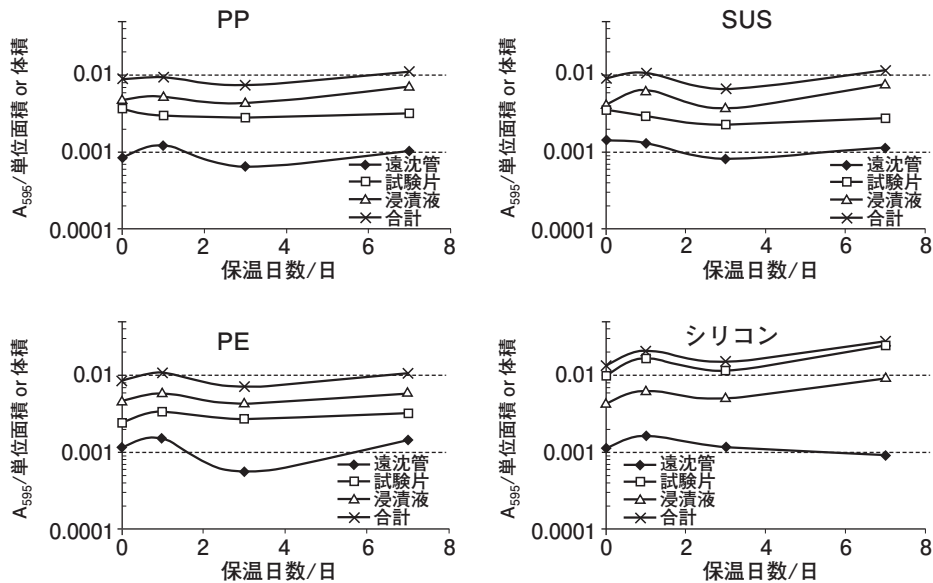 PP
A595/単位面積 or 体積
0.01
0.001
0.0001
遠沈管
試験片
浸漬液
合計
0 2 4 6 8
保温日数/日
SUS
A595/単位面積 or 体積
0.01
0.001
0.0001
遠沈管
試験片
浸漬液
合計
0 2 4 6 8
保温日数/日
PE
A595/単位面積 or 体積
0.01
0.001
0.0001
遠沈管
試験片
浸漬液
合計
0 2 4 6 8
保温日数/日
シリコン
A595/単位面積 or 体積
0.01
0.001
0.0001
遠沈管
試験片
浸漬液
合計
0 2 4 6 8
保温日数/日